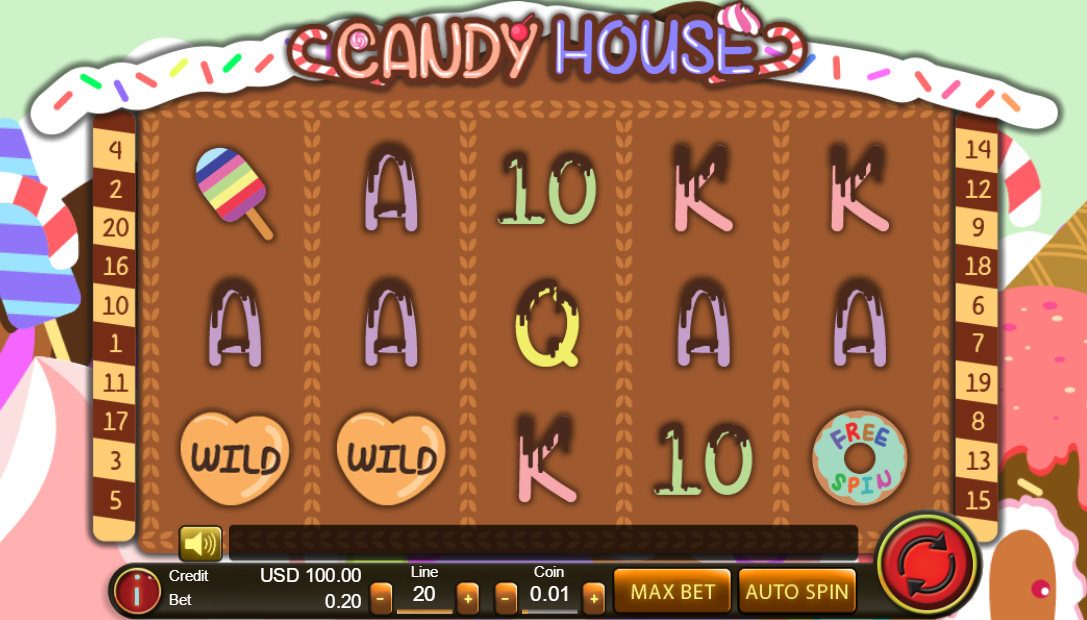 CANDY HOUSE
4 14
A 10 K K
2 12
20 9
16 18
10 6
A A Q A A
1 7
11 19
17 8
WILD WILD K 10 FREE SPIN
3 13
5 15
Credit USD 100.00
Bet 0.20
Line
- 20 +
Coin
- 0.01 +
MAX BET
AUTO SPIN